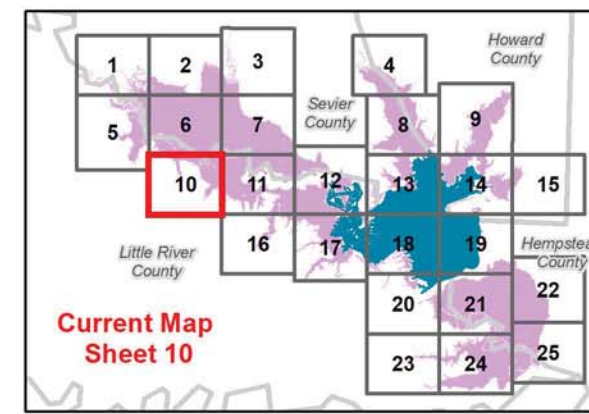 Howard
County
1
2
3
4
Sevier
County
5
6
7
8
9
10
11
12
13
14
15
Little River
County
16
17
18
19
Hempstea
County
20
21
22
Current Map
Sheet 10
23
24
25